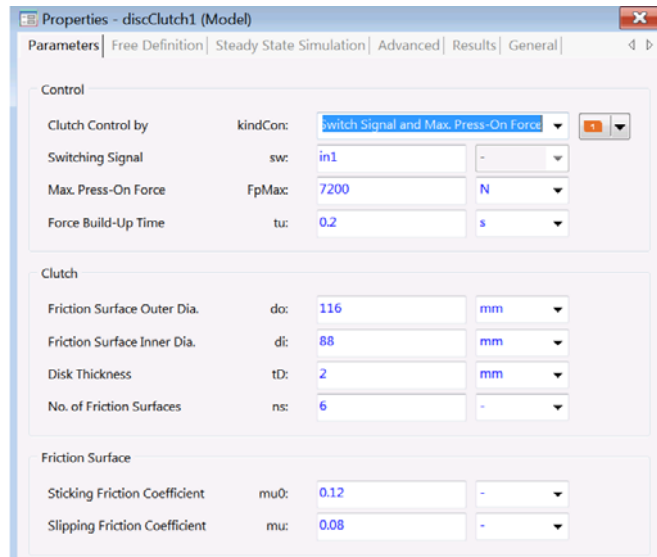 Properties - discClutch1 (Model)
Parameters Free Definition Steady State Simulation Advanced Results General
Control
Clutch Control by kindCon: Switch Signal and Max. Press-On Force 1
Switching Signal sw: in1 -
Max. Press-On Force FpMax: 7200 N
Force Build-Up Time tu: 0.2 s
Clutch
Friction Surface Outer Dia. do: 116 mm
Friction Surface Inner Dia. di: 88 mm
Disk Thickness tD: 2 mm
No. of Friction Surfaces ns: 6 -
Friction Surface
Sticking Friction Coefficient mu0: 0.12 -
Slipping Friction Coefficient mu: 0.08 -